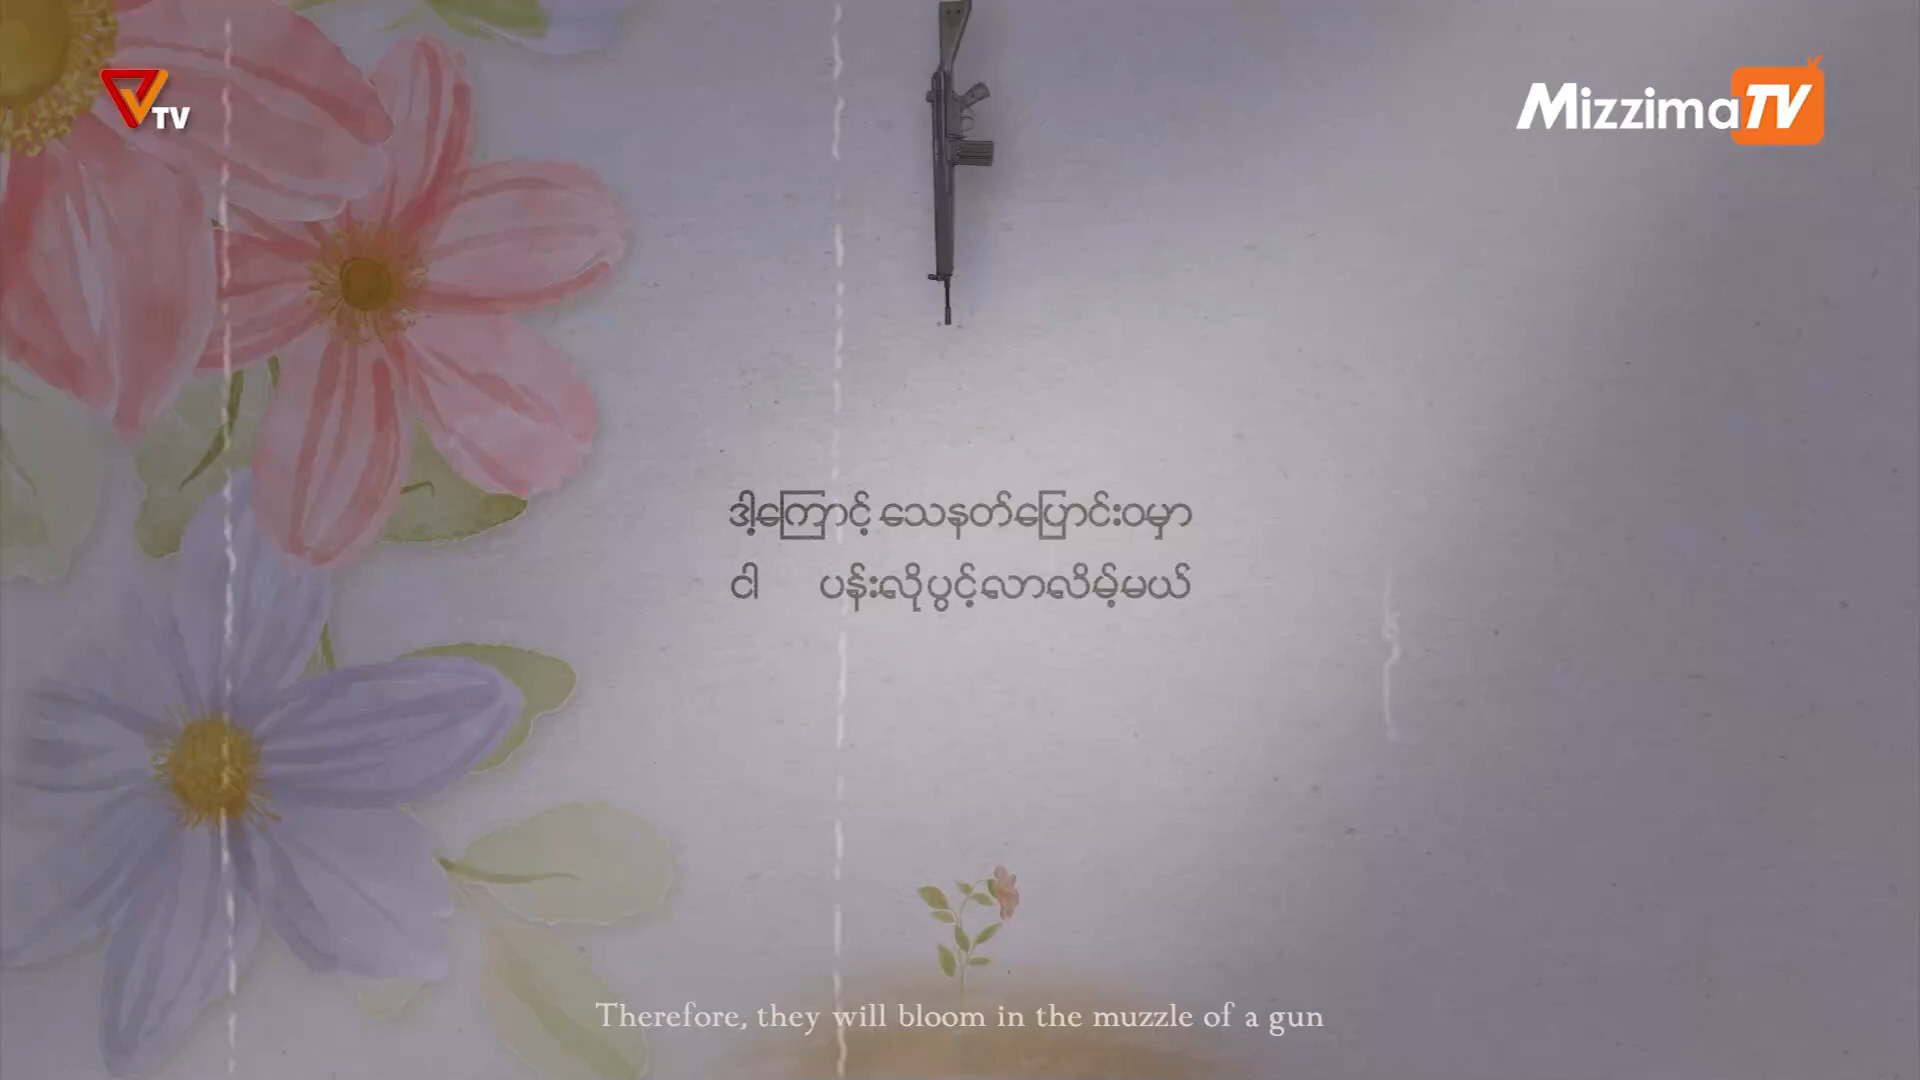 TV
MizzimaTV
ဒါ့ကြောင့် သေနတ်ပြောင်းဝမှာ
ငါ ပန်းလိုပွင့်လာလိမ့်မယ်
Therefore, they will bloom in the muzzle of a gun